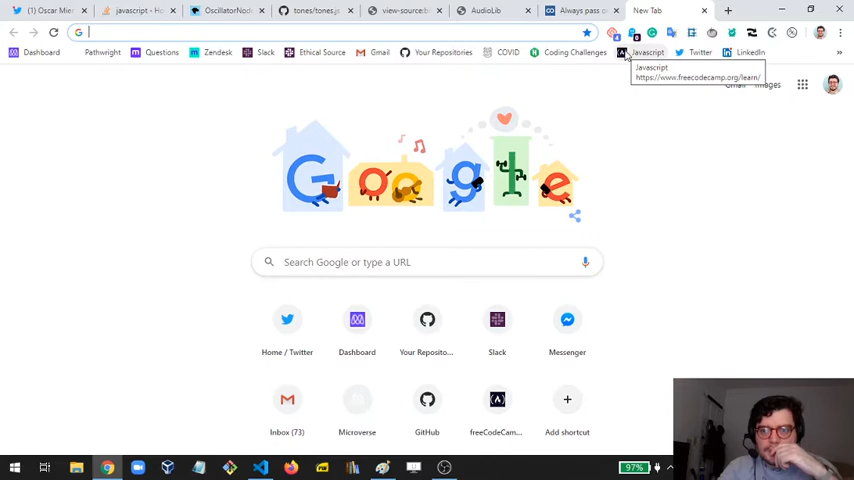 (1) Oscar Mie
javascript - Ho
OscillatorNod
tones/tones.js
view-source:b
AudioLib
Always pass o
New Tab
Dashboard
Pathwright
Questions
Zendesk
Slack
Ethical Source
Gmail
Your Repositories
COVID
Coding Challenges
Javascript
Twitter
LinkedIn
»
Javascript
https://www.freecodecamp.org/learn/
Gmail
Images
Google
Search Google or type a URL
Home / Twitter
Dashboard
Your Reposito...
Slack
Messenger
Inbox (73)
Microverse
GitHub
freeCodeCam...
Add shortcut
97%